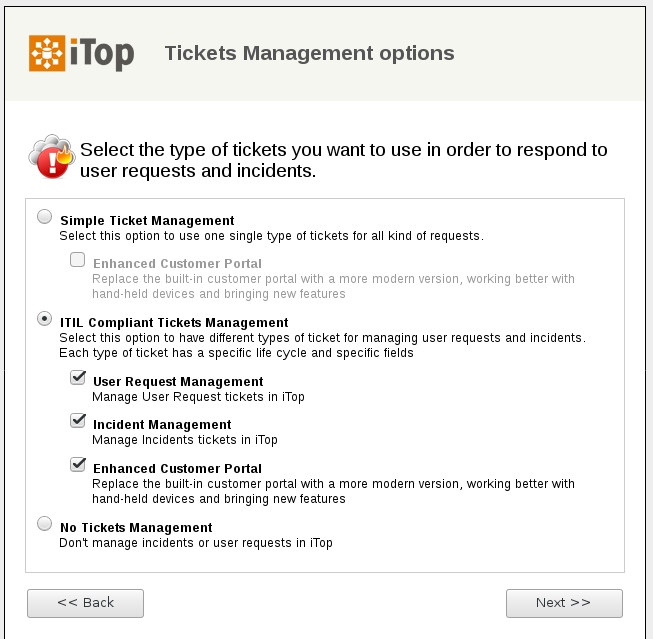 iTop
Tickets Management options
Select the type of tickets you want to use in order to respond to
user requests and incidents.
Simple Ticket Management
Select this option to use one single type of tickets for all kind of requests.
Enhanced Customer Portal
Replace the built-in customer portal with a more modern version, working better with
hand-held devices and bringing new features
ITIL Compliant Tickets Management
Select this option to have different types of ticket for managing user requests and incidents.
Each type of ticket has a specific life cycle and specific fields
User Request Management
Manage User Request tickets in iTop
Incident Management
Manage Incidents tickets in iTop
Enhanced Customer Portal
Replace the built-in customer portal with a more modern version, working better with
hand-held devices and bringing new features
No Tickets Management
Don't manage incidents or user requests in iTop
<< Back
Next >>